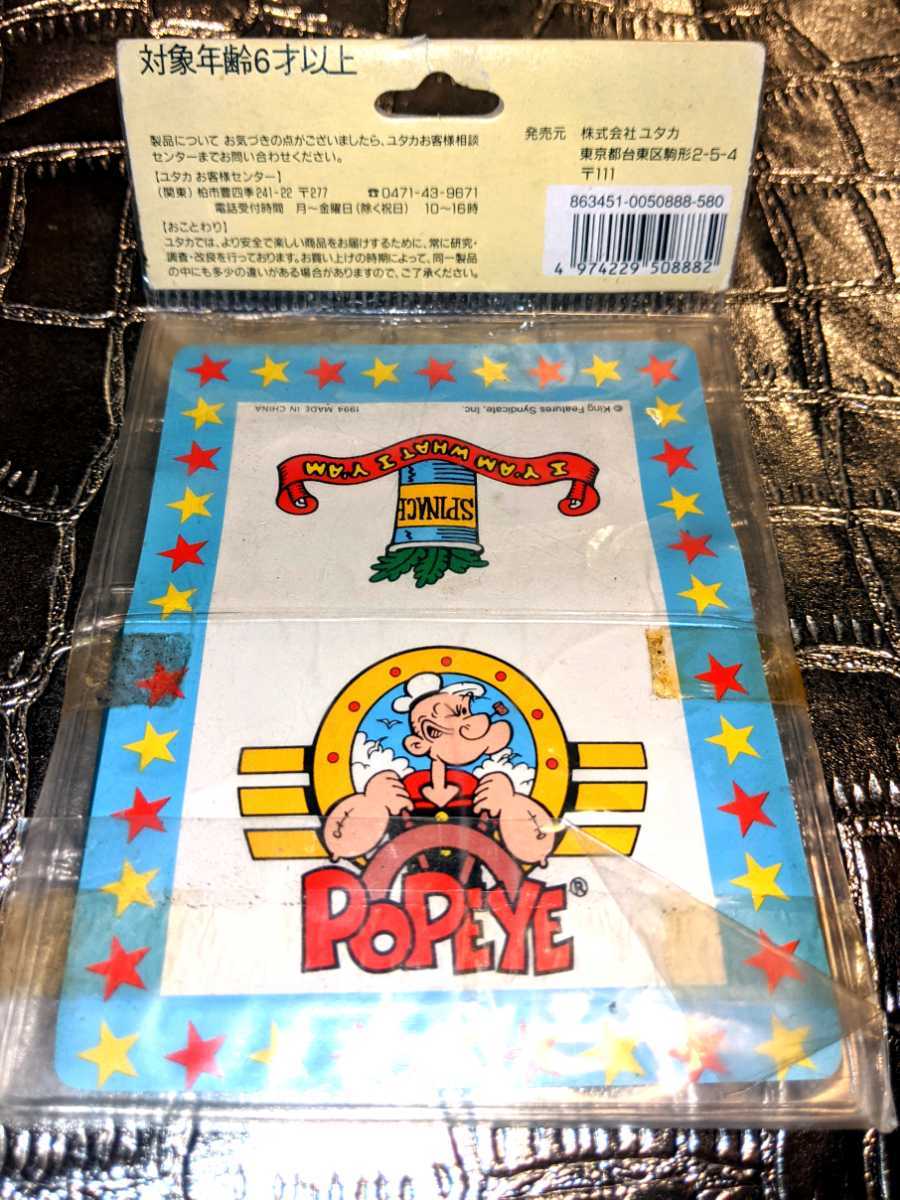 対象年齢6才以上
製品について お気づきの点がございましたら、ユタカお客様相談
センターまでお問い合わせください。
【ユタカ お客様センター】
(関東) 柏市豊四季241-22 〒277 ☎0471-43-9671
電話受付時間 月〜金曜日(除く祝日) 10〜16時
【おことわり】
ユタカでは、より安全で楽しい商品をお届けするために、常に研究・
調査・改良を行っております。お買い上げの時期によって、同一製品
の中にも多少の違いがある場合がありますので、ご了承ください。
発売元 株式会社ユタカ
東京都台東区駒形2-5-4
〒111
863451-0050888-580
4 974229 508882
© King Features Syndicate, Inc. 1994 MADE IN CHINA
I Y'AM WHAT I Y'AM
SPINACH
POPEYE®